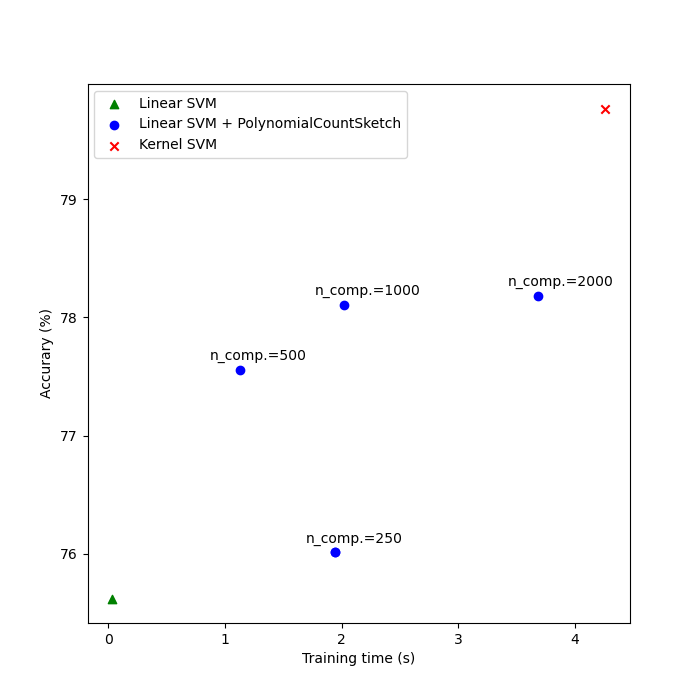 Linear SVM
Linear SVM + PolynomialCountSketch
Kernel SVM
79
n_comp.=2000
n_comp.=1000
78
n_comp.=500
77
n_comp.=250
76
Accurary (%)
0 1 2 3 4
Training time (s)